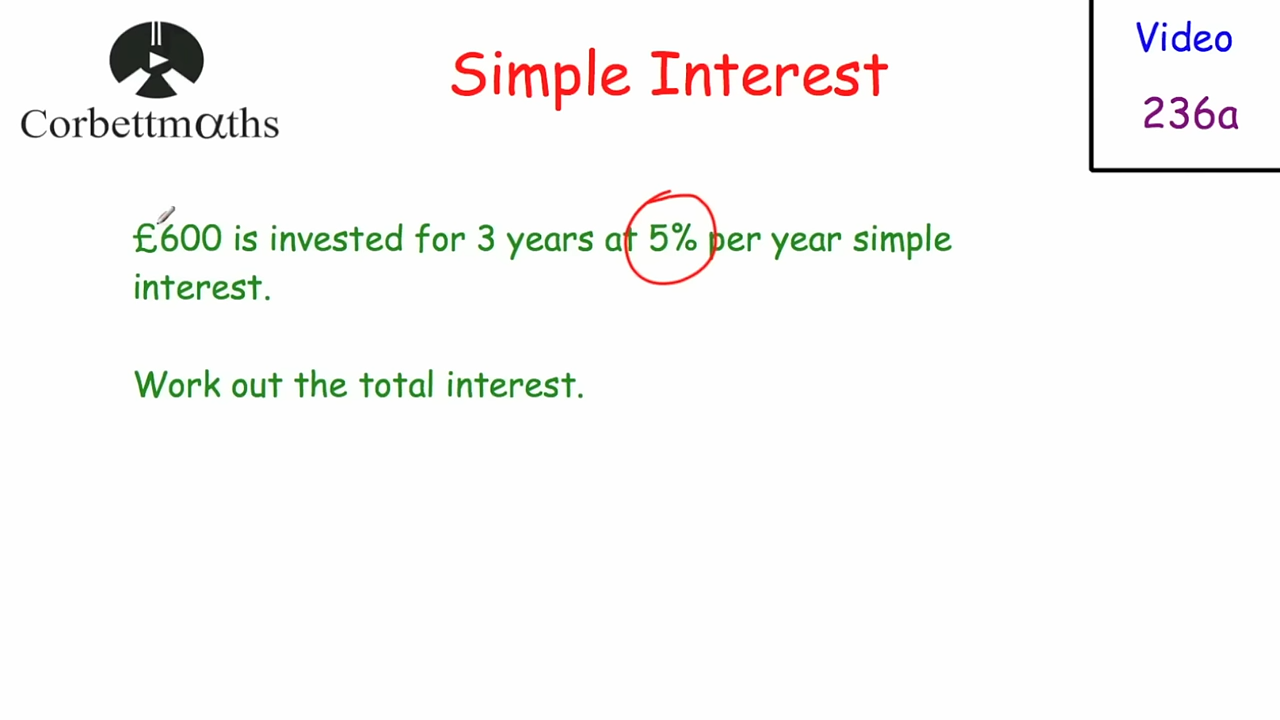 Simple Interest
Video
236a
Corbettmαths
£600 is invested for 3 years at 5% per year simple
interest.
Work out the total interest.